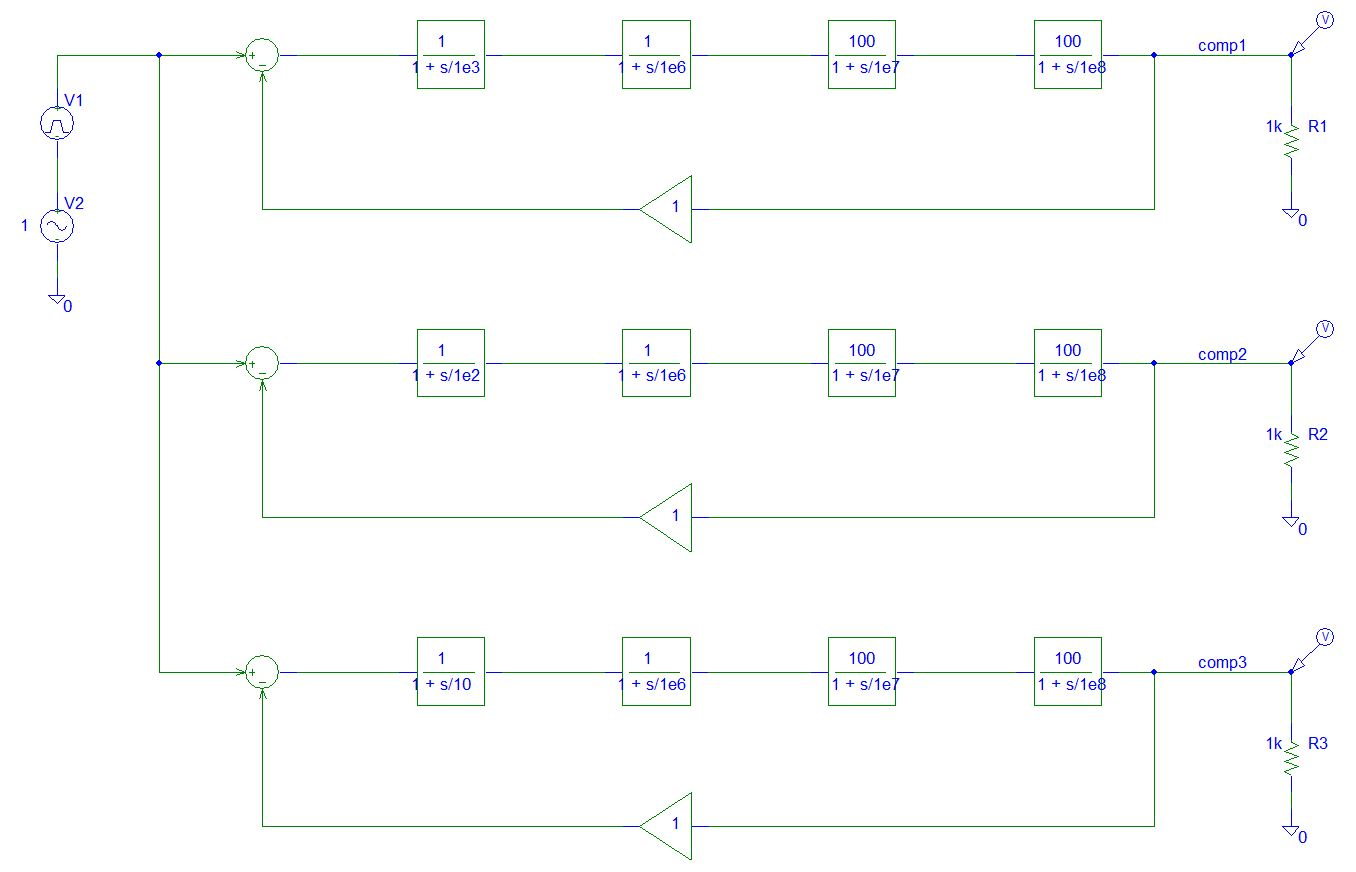 V
1 1 100 100 comp1
+ 1 + s/1e3 1 + s/1e6 1 + s/1e7 1 + s/1e8
−
V1
1k R1
V2
1
1
0
0
V
1 1 100 100 comp2
+ 1 + s/1e2 1 + s/1e6 1 + s/1e7 1 + s/1e8
−
1k R2
1
0
V
1 1 100 100 comp3
+ 1 + s/10 1 + s/1e6 1 + s/1e7 1 + s/1e8
−
1k R3
1
0